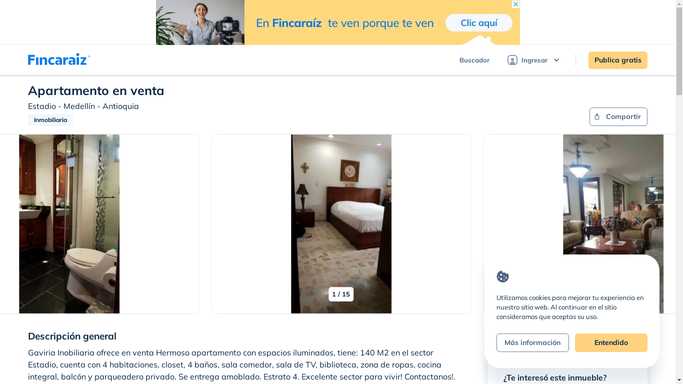 En Fincaraíz te ven porque te ven
Clic aquí
Fincaraíz
Buscador
Ingresar
Publica gratis
Apartamento en venta
Estadio - Medellín - Antioquia
Inmobiliaria
Compartir
1 / 15
Utilizamos cookies para mejorar tu experiencia en
nuestro sitio web. Al continuar en el sitio
consideramos que aceptas su uso.
Más información
Entendido
Descripción general
Gaviria Inobiliaria ofrece en venta Hermoso apartamento con espacios iluminados, tiene: 140 M2 en el sector
Estadio, cuenta con 4 habitaciones, closet, 4 baños, sala comedor, sala de TV, biblioteca, zona de ropas, cocina
integral, balcón y parqueadero privado. Se entrega amoblado. Estrato 4. Excelente sector para vivir! Contactanos!.
¿Te interesó este inmueble?